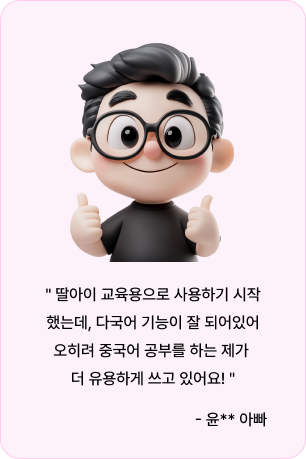 " 딸아이 교육용으로 사용하기 시작
했는데, 다국어 기능이 잘 되어있어
오히려 중국어 공부를 하는 제가
더 유용하게 쓰고 있어요! "
- 윤** 아빠